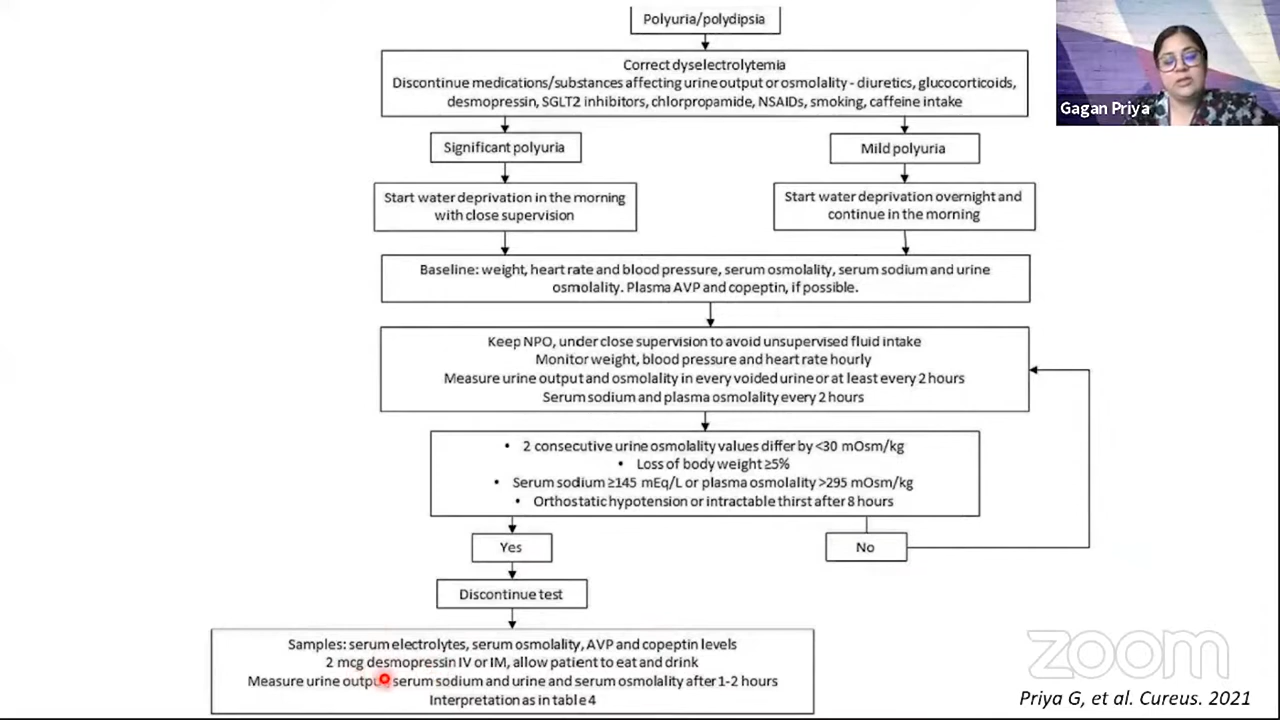 Polyuria/polydipsia
Correct dyselectrolytemia
Discontinue medications/substances affecting urine output or osmolality - diuretics, glucocorticoids,
desmopressin, SGLT2 inhibitors, chlorpropamide, NSAIDs, smoking, caffeine intake
Significant polyuria
Mild polyuria
Start water deprivation in the morning
with close supervision
Start water deprivation overnight and
continue in the morning
Baseline: weight, heart rate and blood pressure, serum osmolality, serum sodium and urine
osmolality. Plasma AVP and copeptin, if possible.
Keep NPO, under close supervision to avoid unsupervised fluid intake
Monitor weight, blood pressure and heart rate hourly
Measure urine output and osmolality in every voided urine or at least every 2 hours
Serum sodium and plasma osmolality every 2 hours
• 2 consecutive urine osmolality values differ by <30 mOsm/kg
• Loss of body weight ≥5%
• Serum sodium ≥145 mEq/L or plasma osmolality >295 mOsm/kg
• Orthostatic hypotension or intractable thirst after 8 hours
Yes
No
Discontinue test
Samples: serum electrolytes, serum osmolality, AVP and copeptin levels
2 mcg desmopressin IV or IM, allow patient to eat and drink
Measure urine output serum sodium and urine and serum osmolality after 1-2 hours
Interpretation as in table 4
Gagan Priya
zoom
Priya G, et al. Cureus. 2021